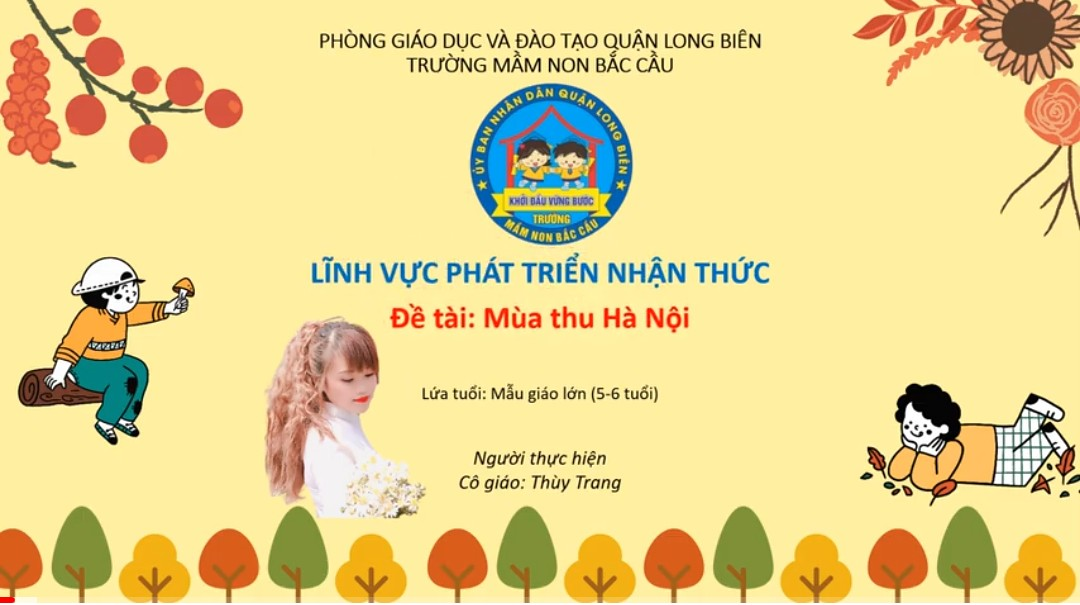 PHÒNG GIÁO DỤC VÀ ĐÀO TẠO QUẬN LONG BIÊN
TRƯỜNG MẦM NON BẮC CẦU
ỦY BAN NHÂN DÂN QUẬN LONG BIÊN
KHỞI ĐẦU VỮNG BƯỚC
TRƯỜNG
MẦM NON BẮC CẦU
LĨNH VỰC PHÁT TRIỂN NHẬN THỨC
Đề tài: Mùa thu Hà Nội
Lứa tuổi: Mẫu giáo lớn (5-6 tuổi)
Người thực hiện
Cô giáo: Thùy Trang